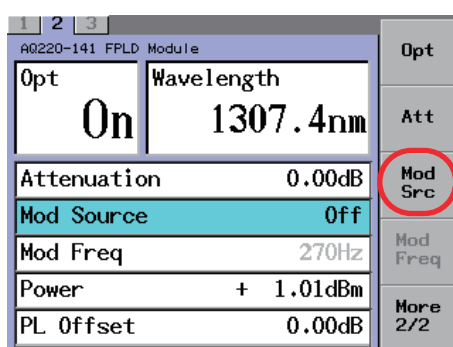 1 2 3
AQ220-141 FPLD Module
Opt
On
Wavelength
1307.4nm
Attenuation 0.00dB
Mod Source Off
Mod Freq 270Hz
Power + 1.01dBm
PL Offset 0.00dB
Opt
Att
Mod
Src
Mod
Freq
More
2/2